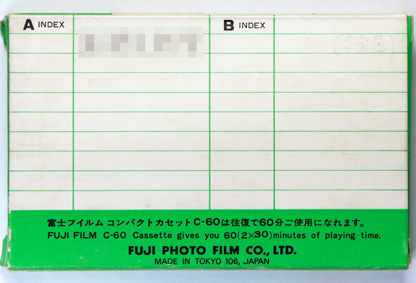 A INDEX
B INDEX
富士フイルム コンパクトカセットC-60は往復で60分ご使用になれます。
FUJI FILM C-60 Cassette gives you 60(2×30)minutes of playing time.
FUJI PHOTO FILM CO., LTD.
MADE IN TOKYO 106, JAPAN